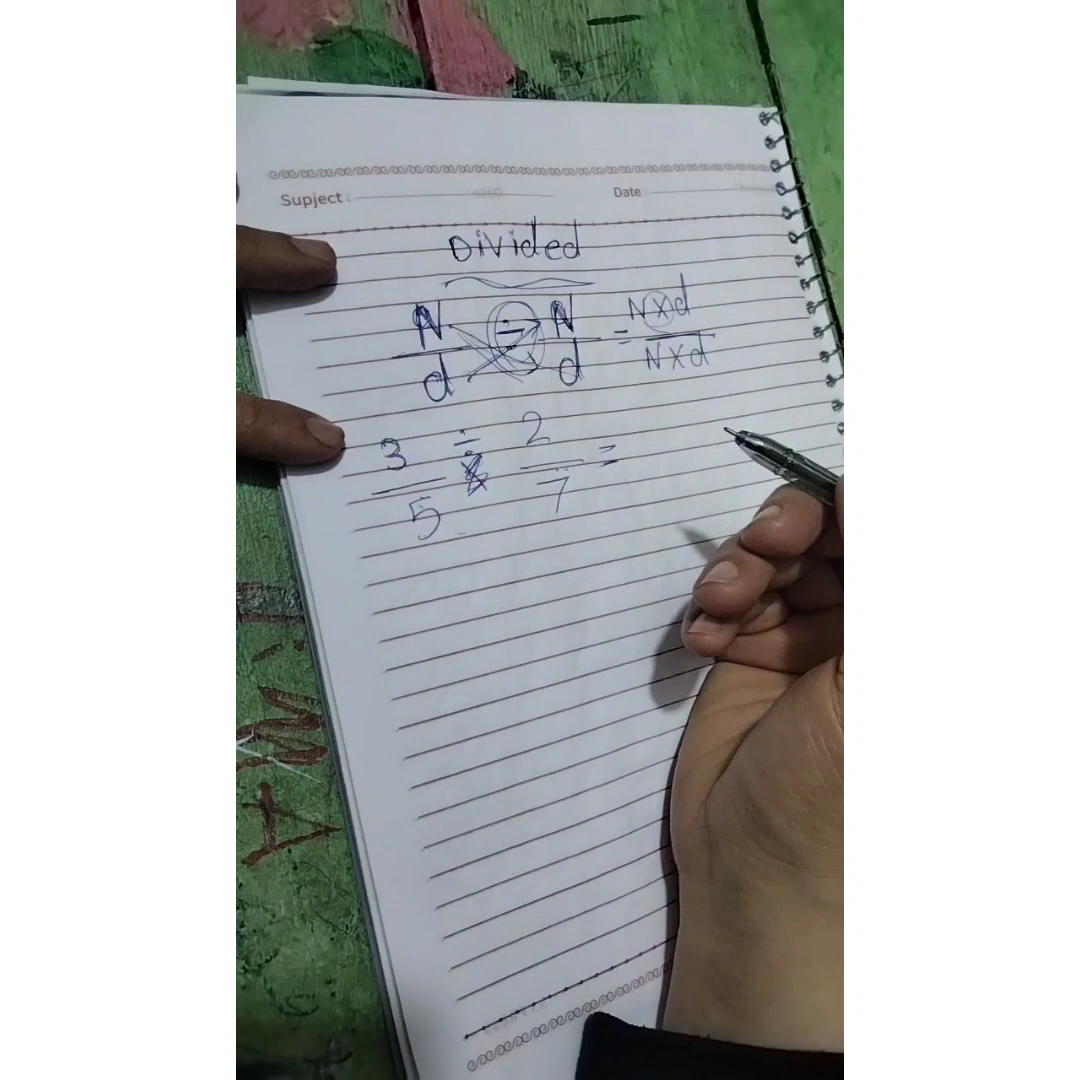 Supject :
Date :
Divided
N/d ÷ N/d = N×d/N×d
3/5 ÷ 2/7 =